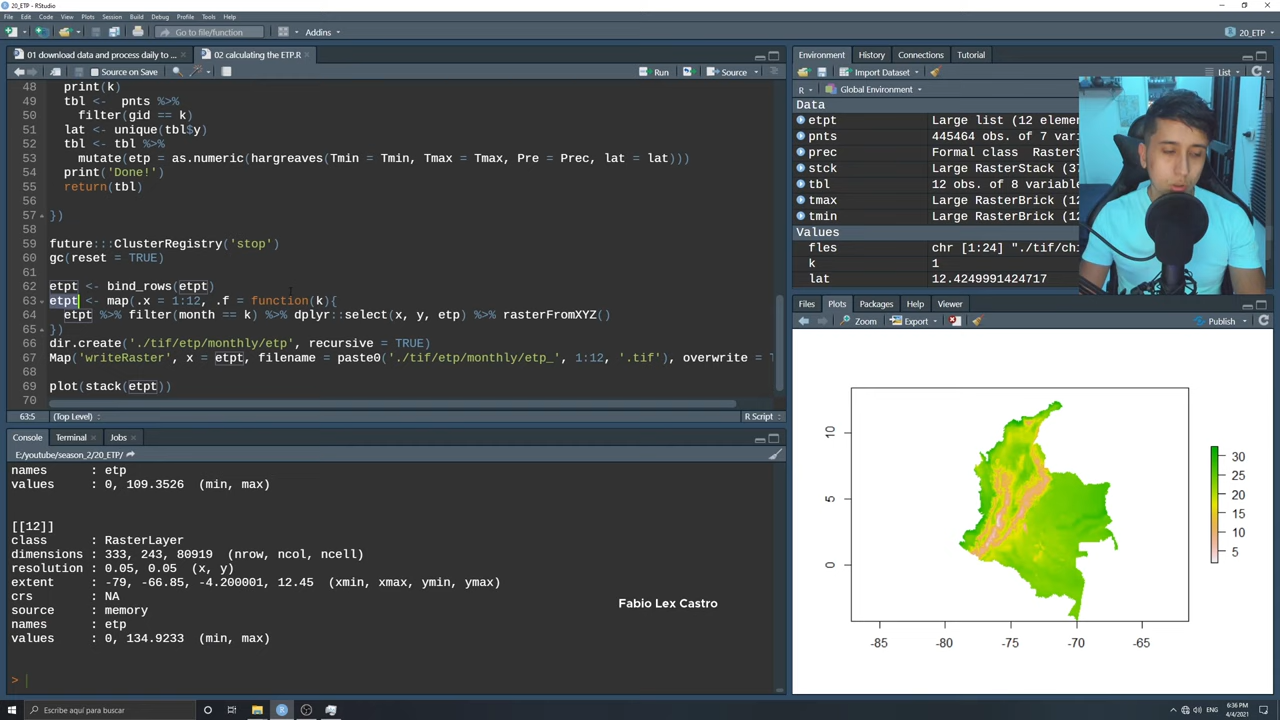 20_ETP - RStudio
File Edit Code View Plots Session Build Debug Profile Tools Help
Go to file/function Addins 20_ETP
01 download data and process daily to ... 02 calculating the ETP.R
Source on Save Run Source
48 print(k)
49 tbl <- pnts %>%
50 filter(gid == k)
51 lat <- unique(tbl$y)
52 tbl <- tbl %>%
53 mutate(etp = as.numeric(hargreaves(Tmin = Tmin, Tmax = Tmax, Pre = Prec, lat = lat)))
54 print('Done!')
55 return(tbl)
56
57 })
58
59 future:::ClusterRegistry('stop')
60 gc(reset = TRUE)
61
62 etpt <- bind_rows(etpt)
63 etpt <- map(.x = 1:12, .f = function(k){
64 etpt %>% filter(month == k) %>% dplyr::select(x, y, etp) %>% rasterFromXYZ()
65 })
66 dir.create('./tif/etp/monthly/etp', recursive = TRUE)
67 Map('writeRaster', x = etpt, filename = paste0('./tif/etp/monthly/etp_', 1:12, '.tif'), overwrite = T
68
69 plot(stack(etpt))
70
63:5 (Top Level) R Script
Console Terminal Jobs
E:/youtube/season_2/20_ETP/
names : etp
values : 0, 109.3526 (min, max)
[[12]]
class : RasterLayer
dimensions : 333, 243, 80919 (nrow, ncol, ncell)
resolution : 0.05, 0.05 (x, y)
extent : -79, -66.85, -4.200001, 12.45 (xmin, xmax, ymin, ymax)
crs : NA
source : memory
names : etp
values : 0, 134.9233 (min, max)
>
Fabio Lex Castro
Environment History Connections Tutorial
Import Dataset List
R Global Environment
Data
etpt Large list (12 elemen
pnts 445464 obs. of 7 variab
prec Formal class RasterS
stck Large RasterStack (37
tbl 12 obs. of 8 variable
tmax Large RasterBrick (12
tmin Large RasterBrick (12
Values
fles chr [1:24] "./tif/chi
k 1
lat 12.4249991424717
Files Plots Packages Help Viewer
Zoom Export Publish
10
5
0
-85 -80 -75 -70 -65
30
25
20
15
10
5
Escribe aquí para buscar
ENG
6:36 PM
4/4/2021